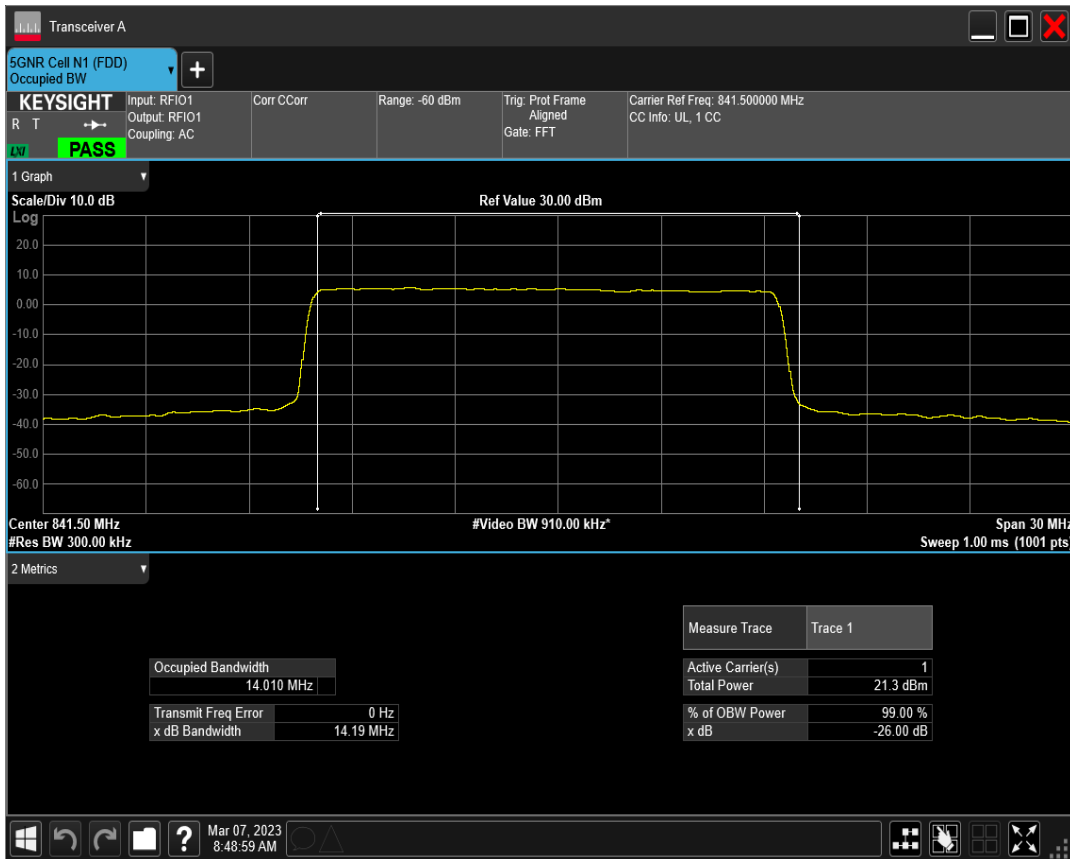 Transceiver A
5GNR Cell N1 (FDD)
Occupied BW
+
KEYSIGHT
R T
LXI
PASS
Input: RFIO1
Output: RFIO1
Coupling: AC
Corr CCorr
Range: -60 dBm
Trig: Prot Frame
Aligned
Gate: FFT
Carrier Ref Freq: 841.500000 MHz
CC Info: UL, 1 CC
1 Graph
Scale/Div 10.0 dB
Ref Value 30.00 dBm
Log
20.0
10.0
0.00
-10.0
-20.0
-30.0
-40.0
-50.0
-60.0
Center 841.50 MHz
#Video BW 910.00 kHz*
Span 30 MHz
#Res BW 300.00 kHz
Sweep 1.00 ms (1001 pts)
2 Metrics
Measure Trace Trace 1
Occupied Bandwidth
14.010 MHz
Active Carrier(s) 1
Total Power 21.3 dBm
Transmit Freq Error 0 Hz
x dB Bandwidth 14.19 MHz
% of OBW Power 99.00 %
x dB -26.00 dB
?
Mar 07, 2023
8:48:59 AM